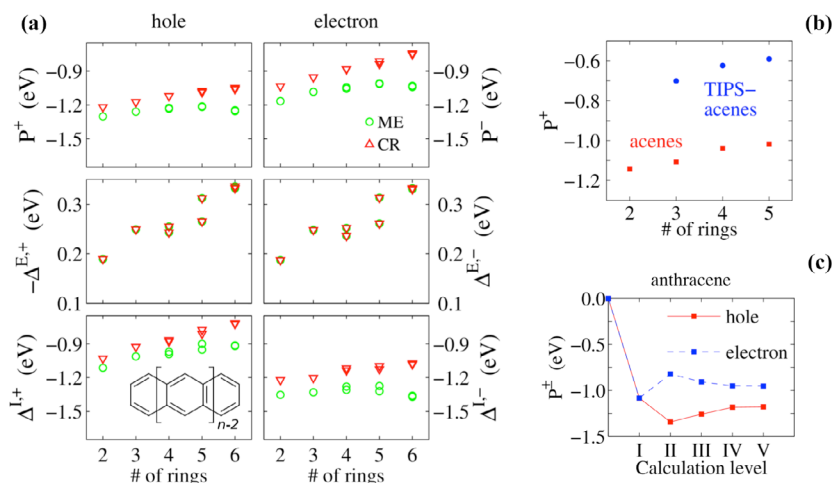 (a)
hole
electron
−0.9
−1.2
−1.5
P⁺ (eV)
ME
CR
−0.9
−1.2
−1.5
P⁻ (eV)
0.3
0.2
0.1
−Δᴱ,⁺ (eV)
0.3
0.2
0.1
Δᴱ,⁻ (eV)
−0.9
−1.2
−1.5
Δᴵ,⁺ (eV)
n-2
−0.9
−1.2
−1.5
Δᴵ,⁻ (eV)
2 3 4 5 6
# of rings
2 3 4 5 6
# of rings
(b)
−0.6
−0.8
−1.0
−1.2
P⁺
TIPS−
acenes
acenes
2 3 4 5
# of rings
(c)
anthracene
0.0
−0.5
−1.0
−1.5
P± (eV)
hole
electron
I II III IV V
Calculation level